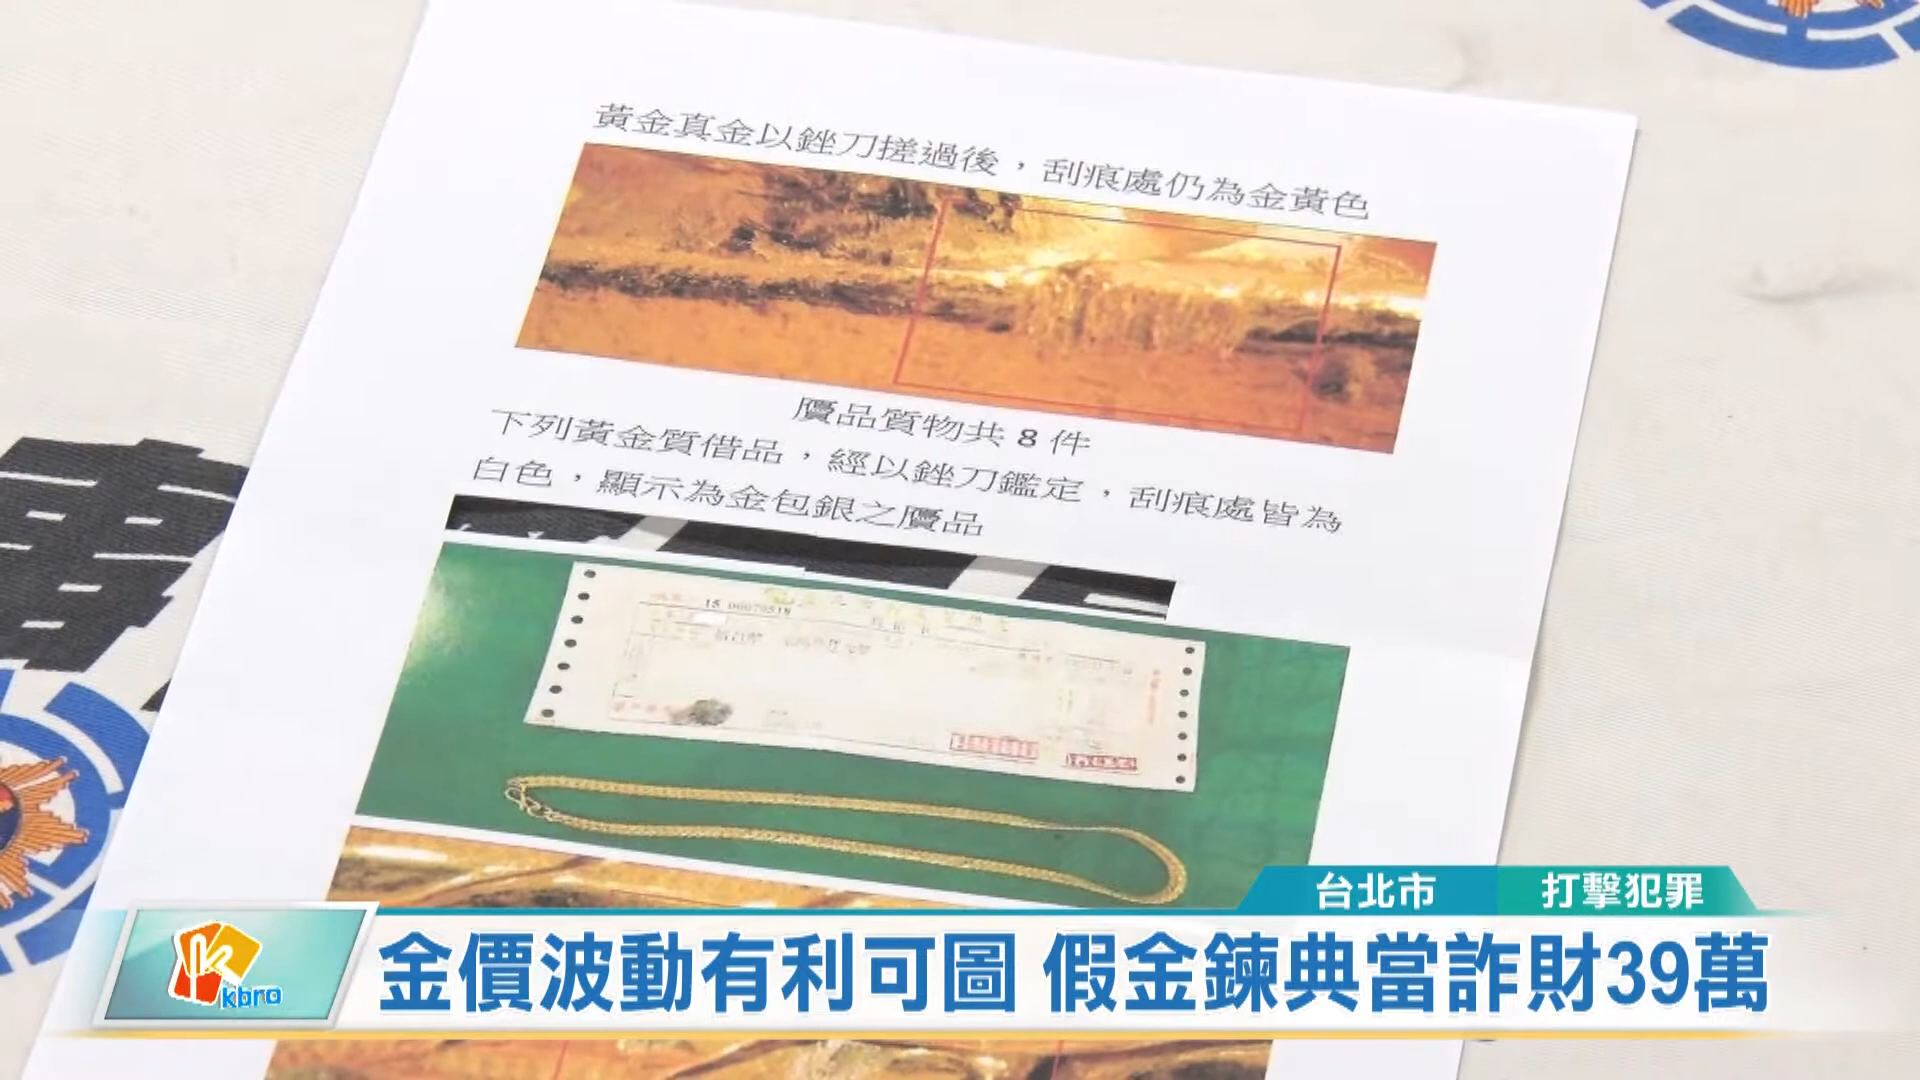 黃金真金以銼刀搓過後，刮痕處仍為金黃色
贗品質物共 8 件
下列黃金質借品，經以銼刀鑑定，刮痕處皆為
白色，顯示為金包銀之贗品
台北市
打擊犯罪
kbro
金價波動有利可圖 假金鍊典當詐財39萬